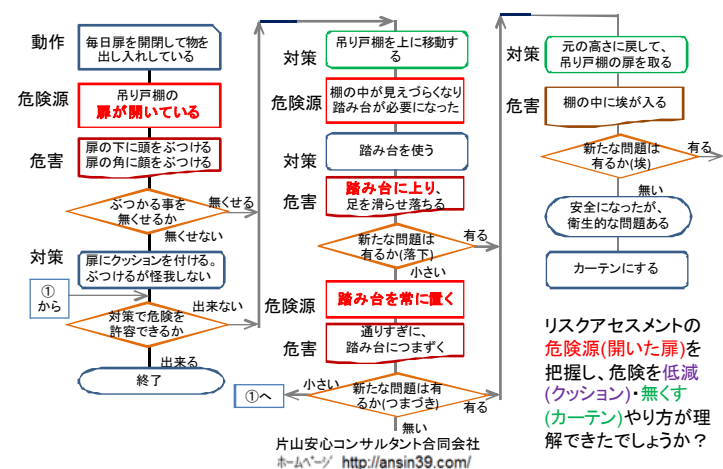 動作
毎日扉を開閉して物を
出し入れしている
危険源
吊り戸棚の
扉が開いている
危害
扉の下に頭をぶつける
扉の角に顔をぶつける
ぶつかる事を
無くせるか
無くせる
無くせない
対策
扉にクッションを付ける。
ぶつけるが怪我しない
①
から
対策で危険を
許容できるか
出来ない
出来る
終了
対策
吊り戸棚を上に移動す
る
危険源
棚の中が見えづらくなり
踏み台が必要になった
対策
踏み台を使う
危害
踏み台に上り、
足を滑らせ落ちる
新たな問題は
有るか(落下)
有る
小さい
危険源
踏み台を常に置く
危害
通りすぎに、
踏み台につまずく
小さい
①へ
新たな問題は有
るか(つまづき)
有る
無い
片山安心コンサルタント合同会社
ホームページ http://ansin39.com/
対策
元の高さに戻して、
吊り戸棚の扉を取る
危害
棚の中に埃が入る
新たな問題は
有るか(埃)
有る
無い
安全になったが、
衛生的な問題ある
カーテンにする
リスクアセスメントの
危険源(開いた扉)を
把握し、危険を低減
(クッション)・無くす
(カーテン)やり方が理
解できたでしょうか？